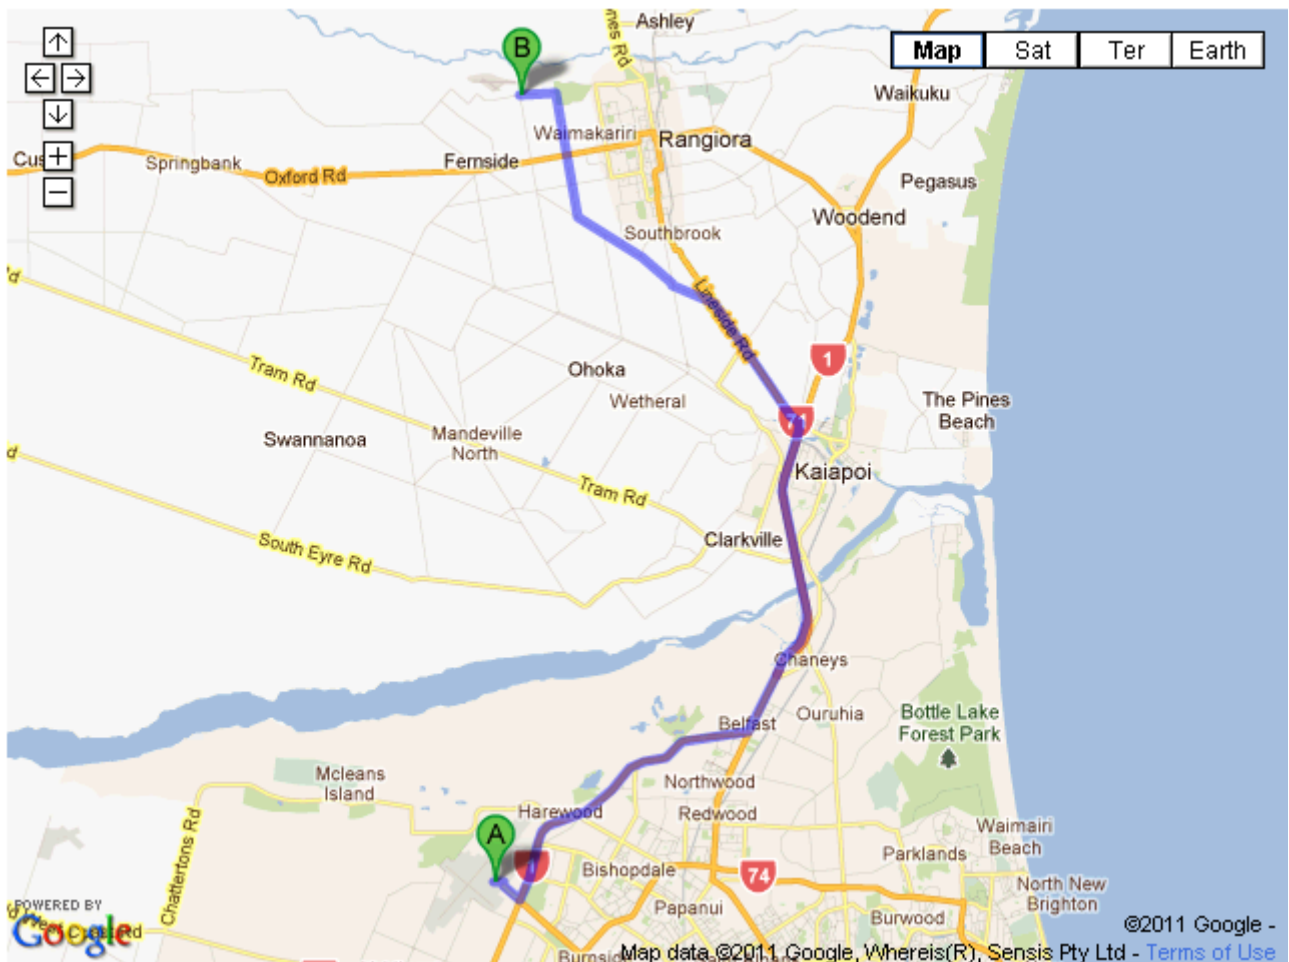 Ashley
B
Map Sat Ter Earth
Waikuku
Waimakariri
Rangiora
Springbank
Fernside
Oxford Rd
Pegasus
Woodend
Southbrook
Lineside Rd
1
Tram Rd
Ohoka
Wetheral
The Pines
Beach
71
Swannanoa
Mandeville
North
Kaiapoi
Tram Rd
Clarkville
South Eyre Rd
Chaneys
Belfast
Ouruhia
Bottle Lake
Forest Park
Mcleans
Island
Northwood
Harewood
Redwood
A
Chattertons Rd
Waimairi
Beach
Parklands
Bishopdale
74
North New
Brighton
Papanui
Burwood
POWERED BY
Google
©2011 Google -
Map data ©2011 Google, Whereis(R), Sensis Pty Ltd - Terms of Use